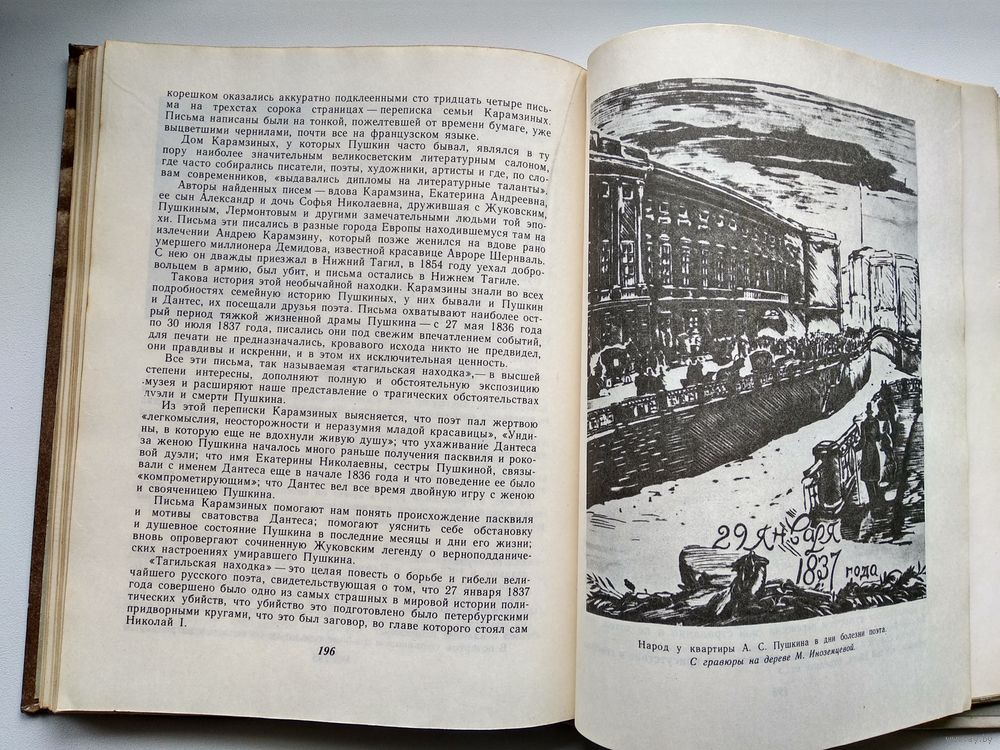 корешком оказались аккуратно подклеенными сто тридцать четыре пись-
ма на трехстах сорока страницах — переписка семьи Карамзиных.
Письма написаны были на тонкой, пожелтевшей от времени бумаге, уже
выцветшими чернилами, почти все на французском языке.
Дом Карамзиных, у которых Пушкин часто бывал, являлся в ту
пору наиболее значительным великосветским литературным салоном,
где часто собирались писатели, поэты, художники, артисты и где, по сло-
вам современников, «выдавались дипломы на литературные таланты».
Авторы найденных писем — вдова Карамзина, Екатерина Андреевна,
ее сын Александр и дочь Софья Николаевна, дружившая с Жуковским,
Пушкиным, Лермонтовым и другими замечательными людьми той эпо-
хи. Письма эти писались в разные города Европы находившемуся там на
излечении Андрею Карамзину, который позже женился на вдове рано
умершего миллионера Демидова, известной красавице Авроре Шернваль.
С нею он дважды приезжал в Нижний Тагил, в 1854 году уехал добро-
вольцем в армию, был убит, и письма остались в Нижнем Тагиле.
Такова история этой необычайной находки. Карамзины знали во всех
подробностях семейную историю Пушкиных, у них бывали и Пушкин
и Дантес, их посещали друзья поэта. Письма охватывают наиболее ост-
рый период тяжкой жизненной драмы Пушкина — с 27 мая 1836 года
по 30 июля 1837 года, писались они под свежим впечатлением событий,
для печати не предназначались, кровавого исхода никто не предвидел,
они правдивы и искренни, и в этом их исключительная ценность.
Все эти письма, так называемая «тагильская находка»,— в высшей
степени интересны, дополняют полную и обстоятельную экспозицию
музея и расширяют наше представление о трагических обстоятельствах
дуэли и смерти Пушкина.
Из этой переписки Карамзиных выясняется, что поэт пал жертвою
«легкомыслия, неосторожности и неразумия младой красавицы», «Унди-
ны, в которую еще не вдохнули живую душу»; что ухаживание Дантеса
за женою Пушкина началось много раньше получения пасквиля и роко-
вой дуэли; что имя Екатерины Николаевны, сестры Пушкиной, связы-
вали с именем Дантеса еще в начале 1836 года и что поведение ее было
«компрометирующим»; что Дантес вел все время двойную игру с женою
и свояченицею Пушкина.
Письма Карамзиных помогают нам понять происхождение пасквиля
и мотивы сватовства Дантеса; помогают уяснить себе обстановку
и душевное состояние Пушкина в последние месяцы и дни его жизни;
вновь опровергают сочиненную Жуковским легенду о верноподданиче-
ских настроениях умиравшего Пушкина.
«Тагильская находка» — это целая повесть о борьбе и гибели вели-
чайшего русского поэта, свидетельствующая о том, что 27 января 1837
года совершено было одно из самых страшных в мировой истории поли-
тических убийств, что убийство это подготовлено было петербургскими
придворными кругами, что это был заговор, во главе которого стоял сам
Николай I.
196
29 января
1837 года
Народ у квартиры А. С. Пушкина в дни болезни поэта.
С гравюры на дереве М. Иноземцевой.